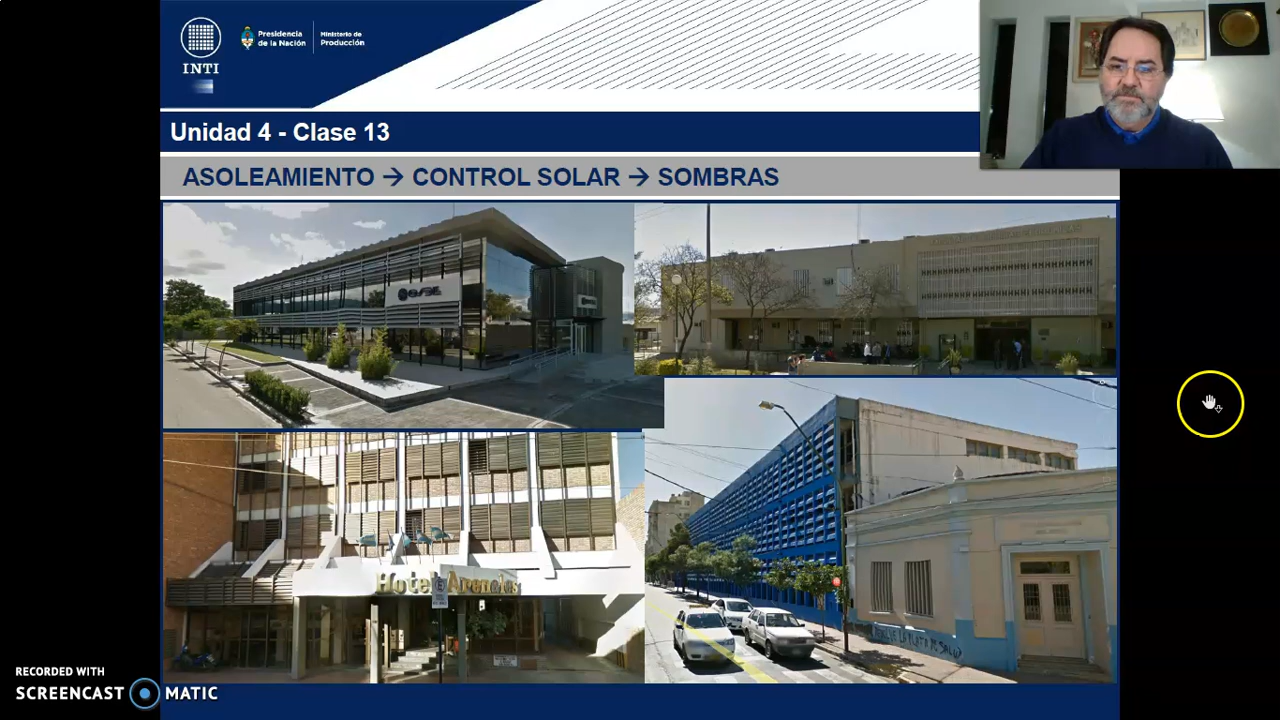 INTI
Presidencia
de la Nación
Ministerio de
Producción
Unidad 4 - Clase 13
ASOLEAMIENTO → CONTROL SOLAR → SOMBRAS
Hotel Arenales
RECORDED WITH
SCREENCAST MATIC